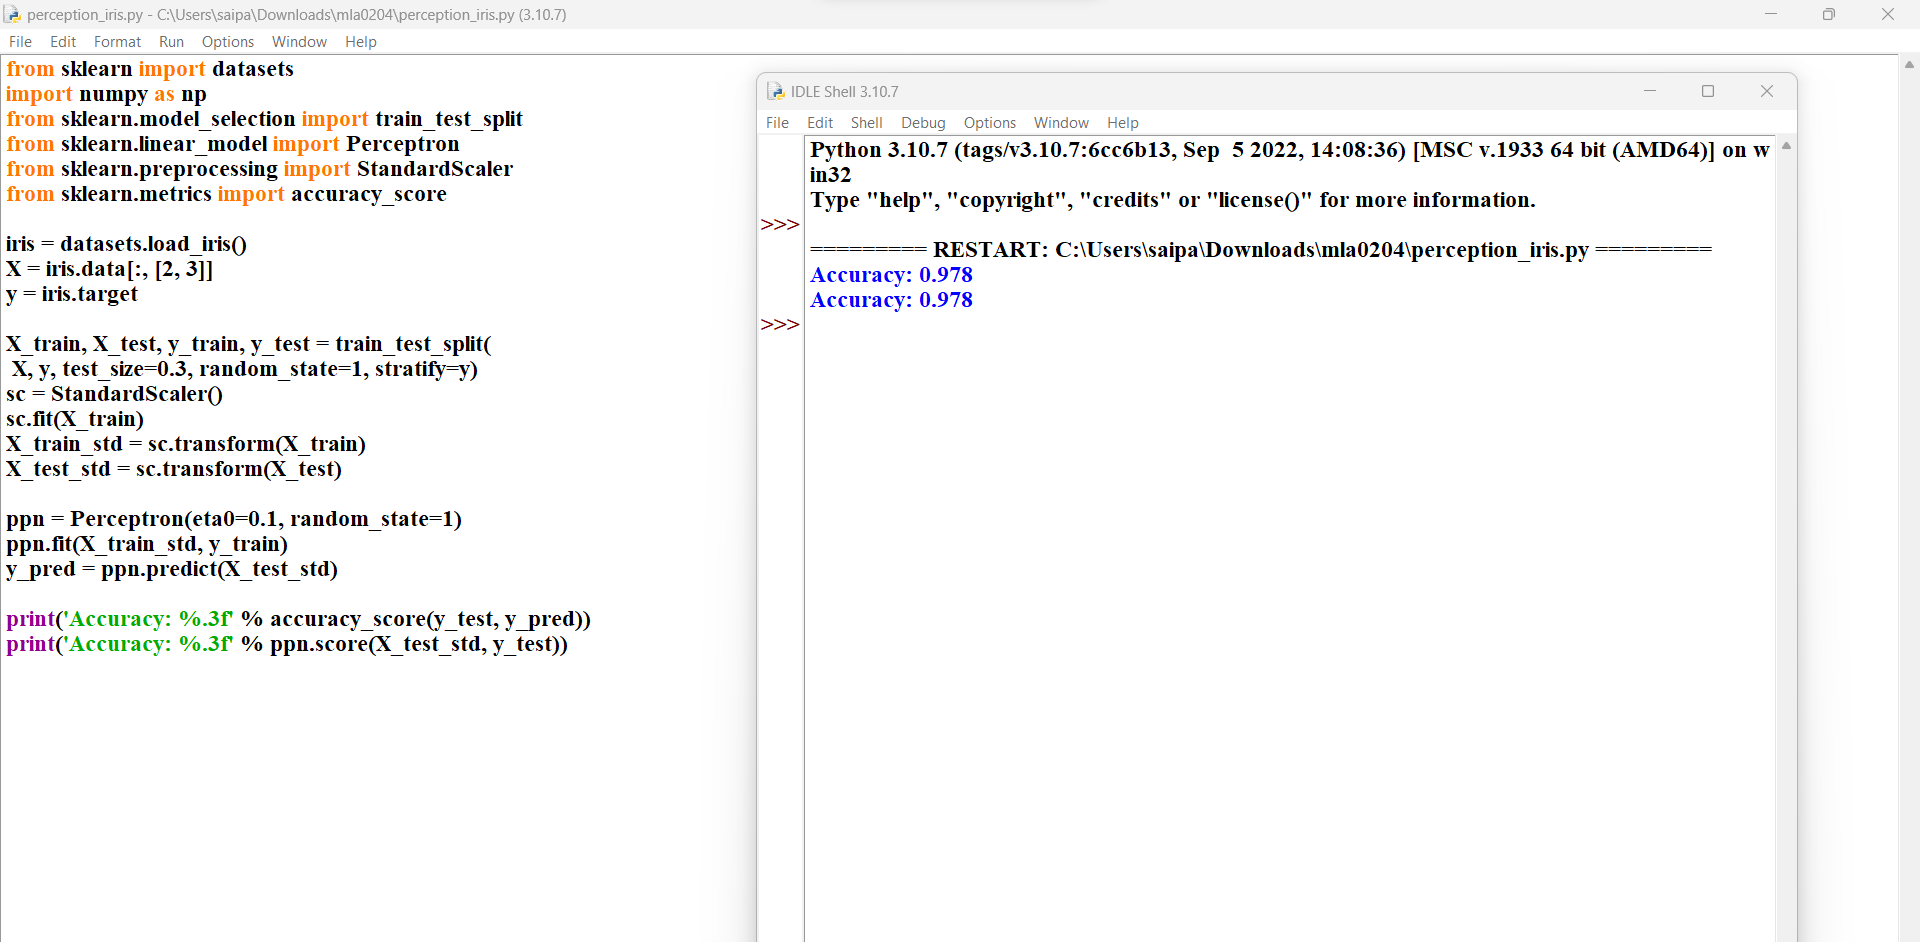 perception_iris.py - C:\Users\saipa\Downloads\mla0204\perception_iris.py (3.10.7)
File Edit Format Run Options Window Help
from sklearn import datasets
import numpy as np
from sklearn.model_selection import train_test_split
from sklearn.linear_model import Perceptron
from sklearn.preprocessing import StandardScaler
from sklearn.metrics import accuracy_score
iris = datasets.load_iris()
X = iris.data[:, [2, 3]]
y = iris.target
X_train, X_test, y_train, y_test = train_test_split(
X, y, test_size=0.3, random_state=1, stratify=y)
sc = StandardScaler()
sc.fit(X_train)
X_train_std = sc.transform(X_train)
X_test_std = sc.transform(X_test)
ppn = Perceptron(eta0=0.1, random_state=1)
ppn.fit(X_train_std, y_train)
y_pred = ppn.predict(X_test_std)
print('Accuracy: %.3f' % accuracy_score(y_test, y_pred))
print('Accuracy: %.3f' % ppn.score(X_test_std, y_test))
IDLE Shell 3.10.7
File Edit Shell Debug Options Window Help
Python 3.10.7 (tags/v3.10.7:6cc6b13, Sep  5 2022, 14:08:36) [MSC v.1933 64 bit (AMD64)] on w
in32
Type "help", "copyright", "credits" or "license()" for more information.
>>>
========= RESTART: C:\Users\saipa\Downloads\mla0204\perception_iris.py =========
Accuracy: 0.978
Accuracy: 0.978
>>>